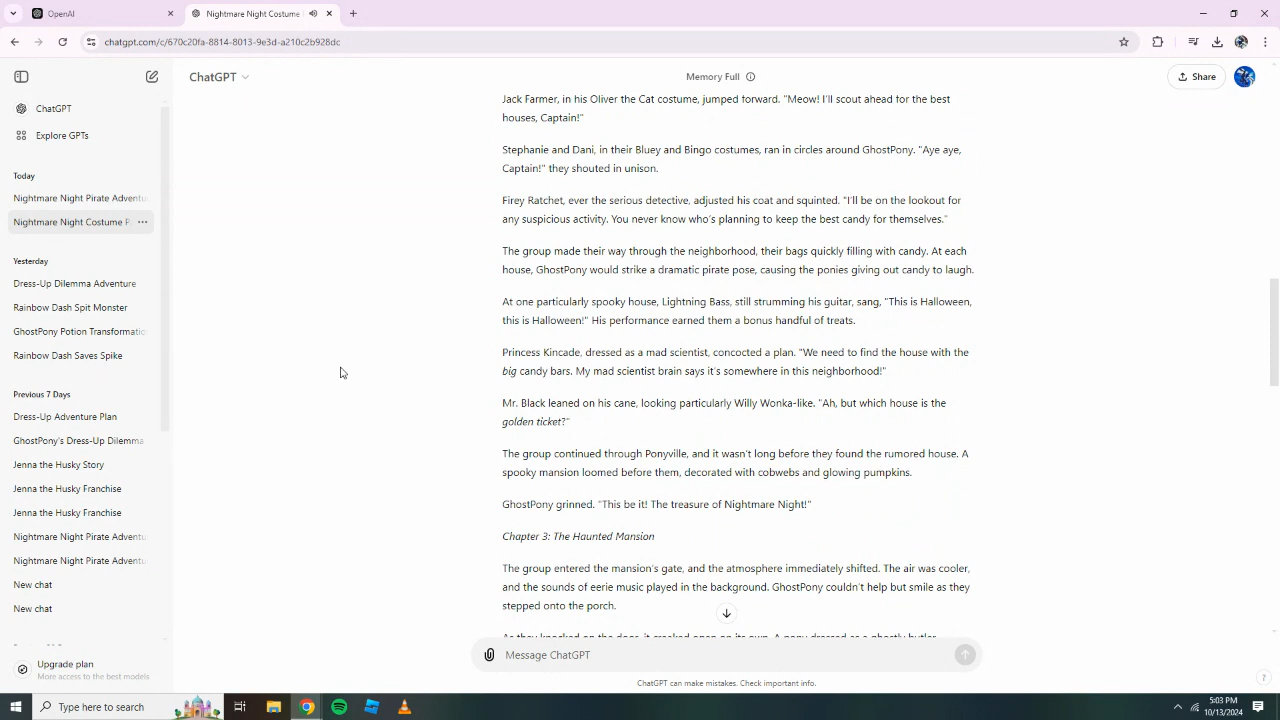 OpenAI
Nightmare Night Costume
chatgpt.com/c/670c20fa-8814-8013-9e3d-a210c2b928dc
ChatGPT
Memory Full
Share
ChatGPT
Explore GPTs
Today
Nightmare Night Pirate Adventu
Nightmare Night Costume P
Yesterday
Dress-Up Dilemma Adventure
Rainbow Dash Spit Monster
GhostPony Potion Transformatio
Rainbow Dash Saves Spike
Previous 7 Days
Dress-Up Adventure Plan
GhostPony's Dress-Up Dilemma
Jenna the Husky Story
Jenna the Husky Franchise
Jenna the Husky Franchise
Nightmare Night Pirate Adventu
Nightmare Night Pirate Adventu
New chat
New chat
Upgrade plan
More access to the best models
Jack Farmer, in his Oliver the Cat costume, jumped forward. "Meow! I'll scout ahead for the best
houses, Captain!"
Stephanie and Dani, in their Bluey and Bingo costumes, ran in circles around GhostPony. "Aye aye,
Captain!" they shouted in unison.
Firey Ratchet, ever the serious detective, adjusted his coat and squinted. "I'll be on the lookout for
any suspicious activity. You never know who's planning to keep the best candy for themselves."
The group made their way through the neighborhood, their bags quickly filling with candy. At each
house, GhostPony would strike a dramatic pirate pose, causing the ponies giving out candy to laugh.
At one particularly spooky house, Lightning Bass, still strumming his guitar, sang, "This is Halloween,
this is Halloween!" His performance earned them a bonus handful of treats.
Princess Kincade, dressed as a mad scientist, concocted a plan. "We need to find the house with the
big candy bars. My mad scientist brain says it's somewhere in this neighborhood!"
Mr. Black leaned on his cane, looking particularly Willy Wonka-like. "Ah, but which house is the
golden ticket?"
The group continued through Ponyville, and it wasn't long before they found the rumored house. A
spooky mansion loomed before them, decorated with cobwebs and glowing pumpkins.
GhostPony grinned. "This be it! The treasure of Nightmare Night!"
Chapter 3: The Haunted Mansion
The group entered the mansion's gate, and the atmosphere immediately shifted. The air was cooler,
and the sounds of eerie music played in the background. GhostPony couldn't help but smile as they
stepped onto the porch.
As they knocked on the door, it creaked open on its own. A pony dressed as a ghostly butler
Message ChatGPT
ChatGPT can make mistakes. Check important info.
?
Type here to search
5:03 PM
10/13/2024